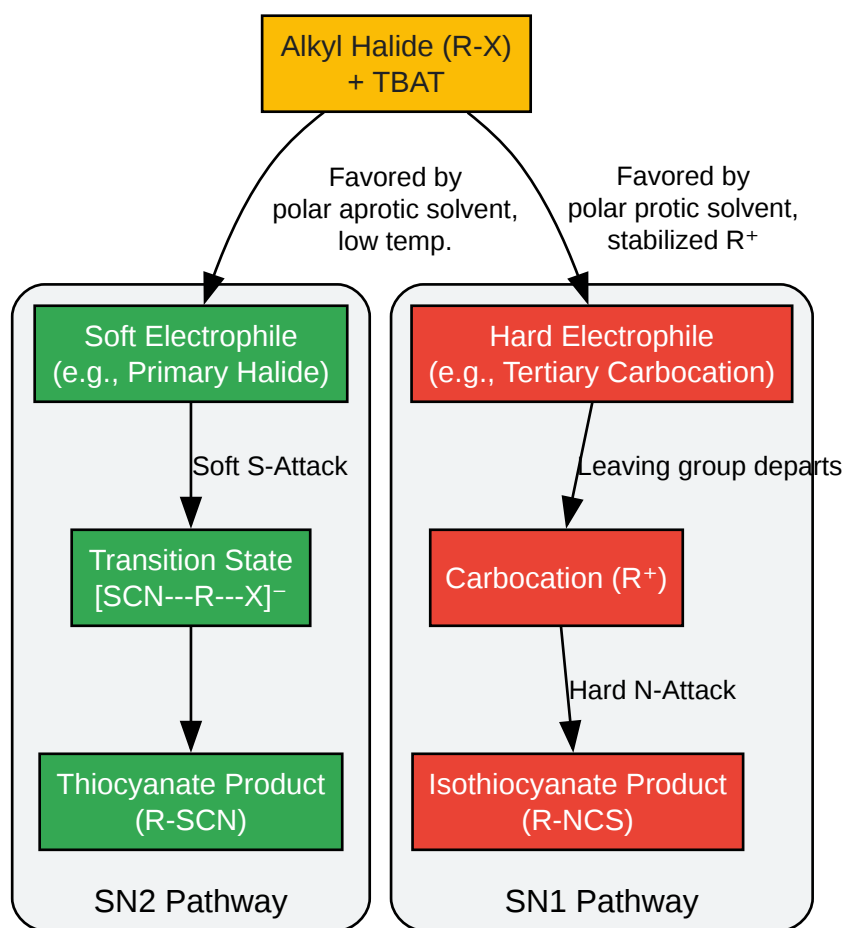 Alkyl Halide (R-X)
+ TBAT
Favored by
polar aprotic solvent,
low temp.
Favored by
polar protic solvent,
stabilized R⁺
Soft Electrophile
(e.g., Primary Halide)
Soft S-Attack
Transition State
[SCN---R---X]⁻
Thiocyanate Product
(R-SCN)
SN2 Pathway
Hard Electrophile
(e.g., Tertiary Carbocation)
Leaving group departs
Carbocation (R⁺)
Hard N-Attack
Isothiocyanate Product
(R-NCS)
SN1 Pathway